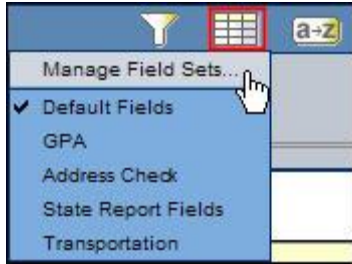 a→z
Manage Field Sets...
Default Fields
GPA
Address Check
State Report Fields
Transportation